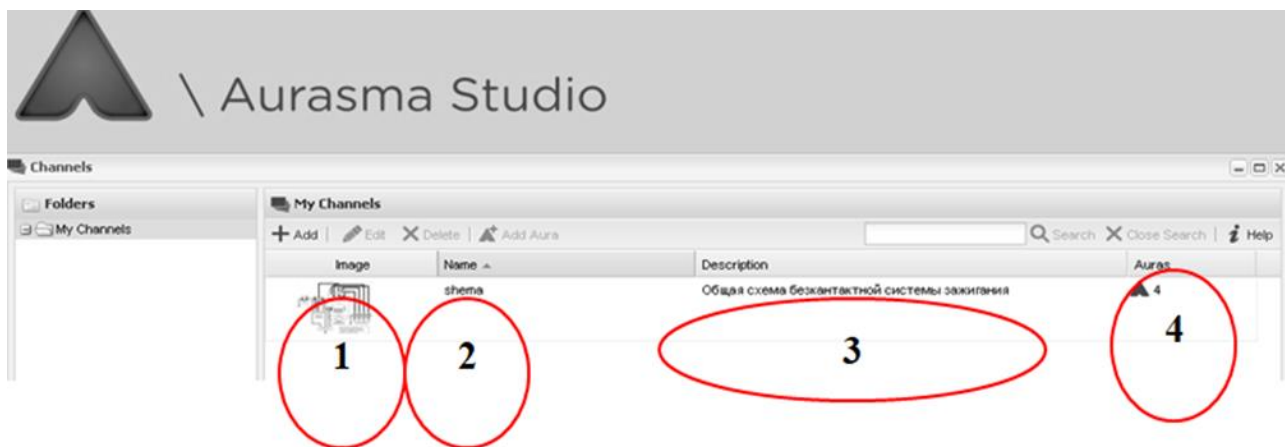 \ Aurasma Studio
Channels
Folders
My Channels
My Channels
Add | Edit Delete | Add Aura Search Close Search | i Help
Image Name Description Auras
shema Общая схема безкантактной системы зажигания 4
1 2 3 4